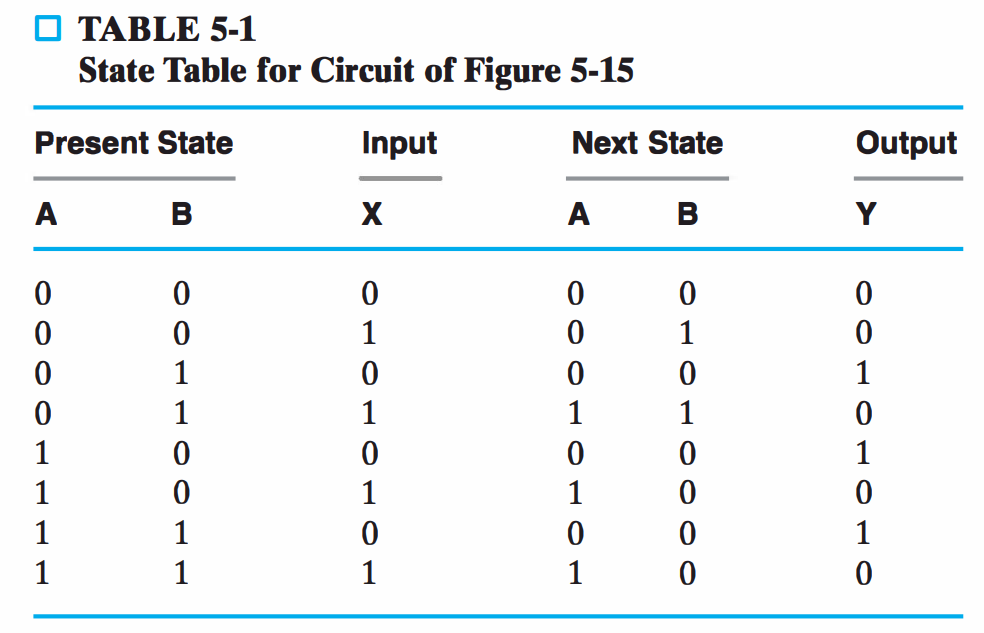 TABLE 5-1
State Table for Circuit of Figure 5-15
Present State Input Next State Output
A B X A B Y
0 0 0 0 0 0
0 0 1 0 1 0
0 1 0 0 0 1
0 1 1 1 1 0
1 0 0 0 0 1
1 0 1 1 0 0
1 1 0 0 0 1
1 1 1 1 0 0